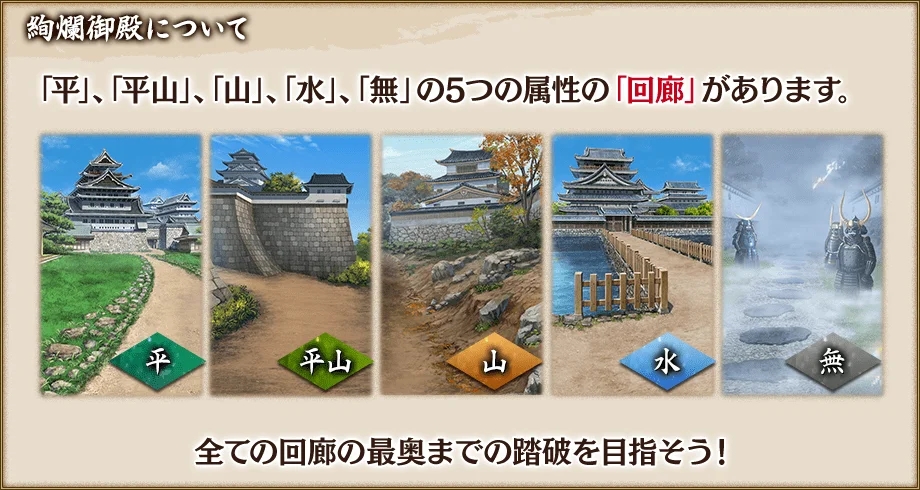 絢爛御殿について
「平」、「平山」、「山」、「水」、「無」の5つの属性の「回廊」があります。
平
平山
山
水
無
全ての回廊の最奥までの踏破を目指そう!